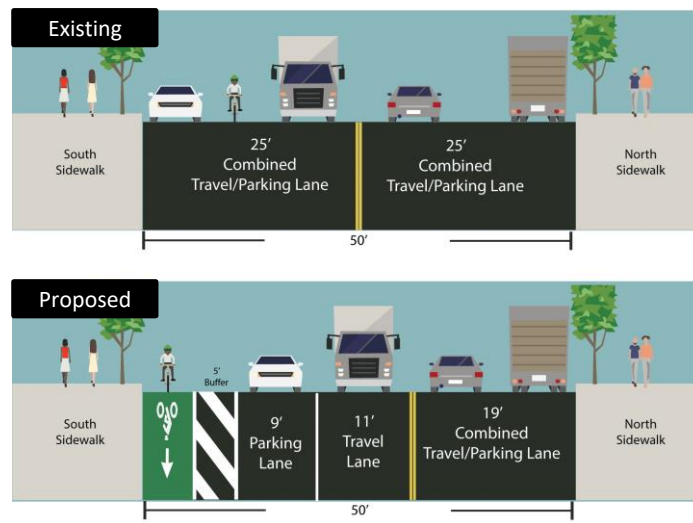 Existing
South
Sidewalk
25'
Combined
Travel/Parking Lane
25'
Combined
Travel/Parking Lane
North
Sidewalk
50'
Proposed
South
Sidewalk
5'
Buffer
9'
Parking
Lane
11'
Travel
Lane
19'
Combined
Travel/Parking Lane
North
Sidewalk
50'